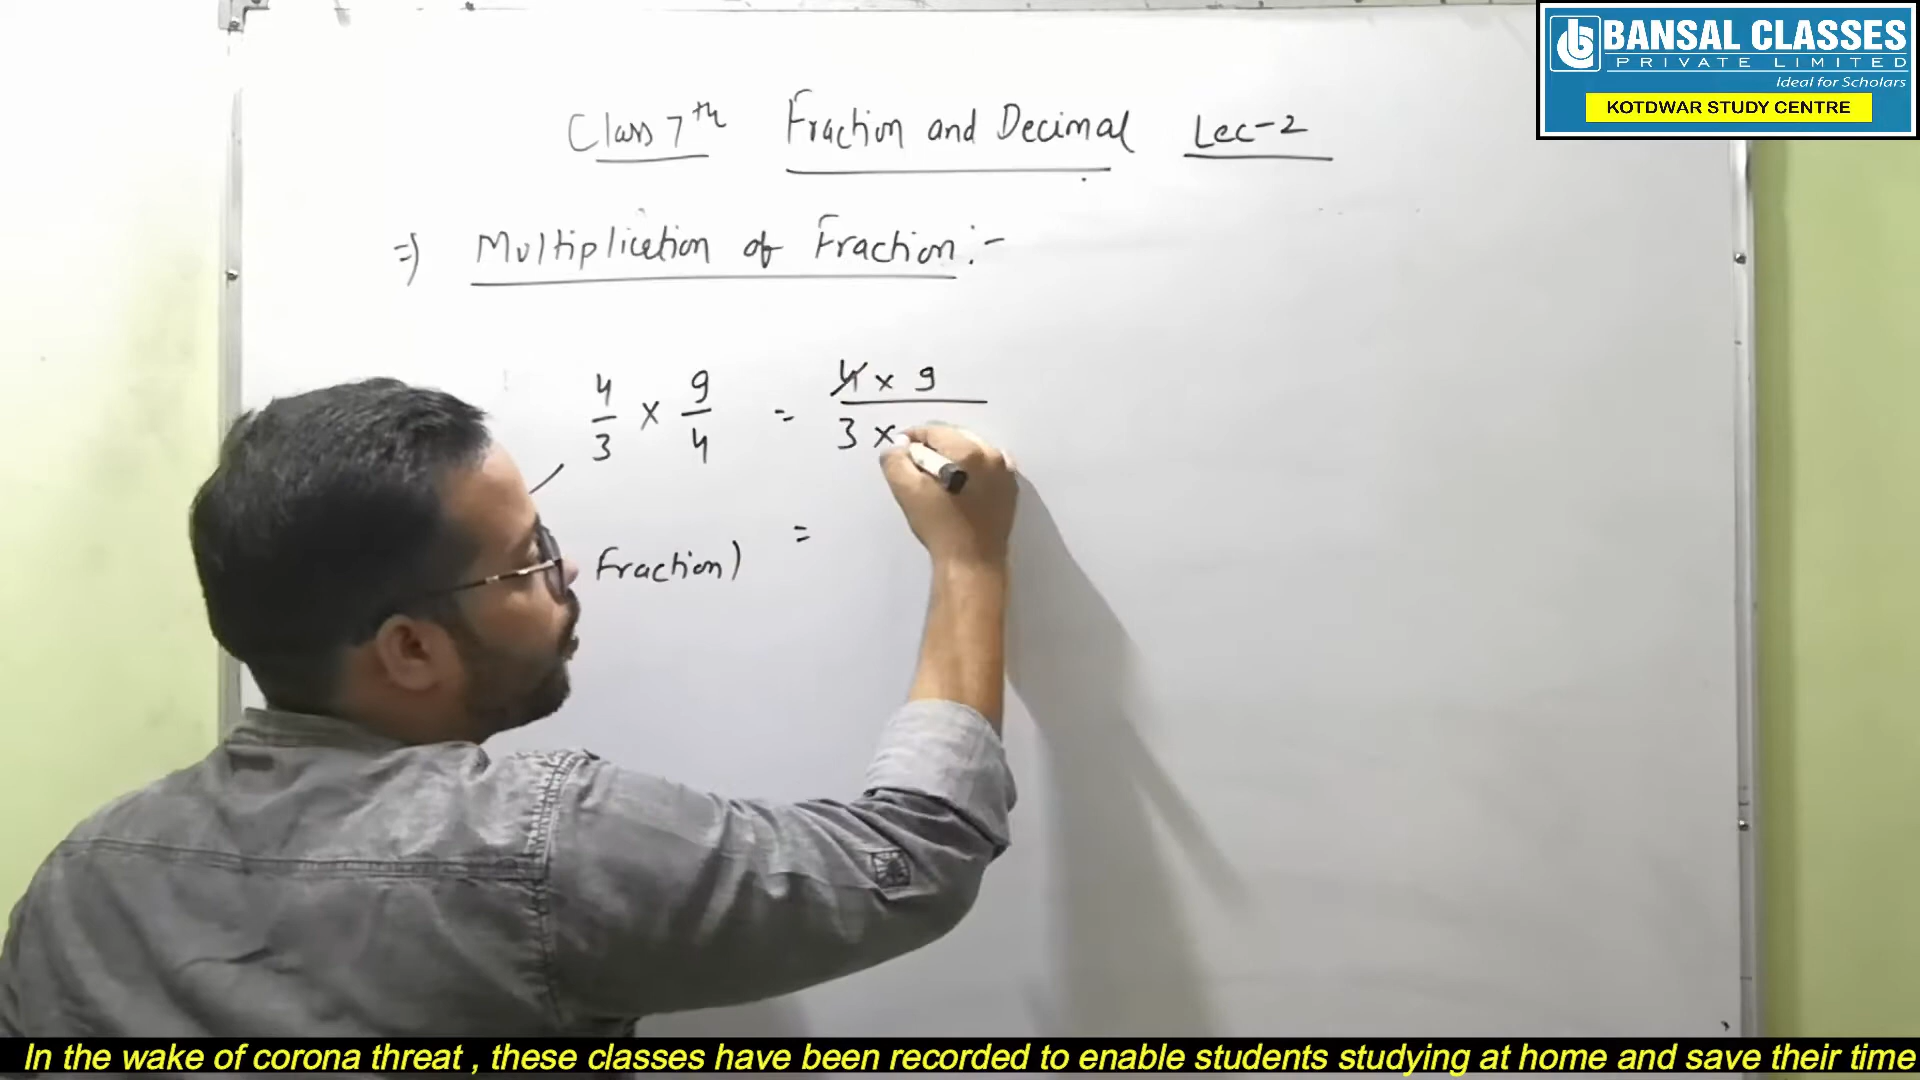 BANSAL CLASSES
PRIVATE LIMITED
Ideal for Scholars
KOTDWAR STUDY CENTRE
Class 7th Fraction and Decimal Lec-2
=) Multiplicetion of Fraction :-
4/3 x 9/4 = 4 x 9 / 3 x
Fraction) =
In the wake of corona threat , these classes have been recorded to enable students studying at home and save their time